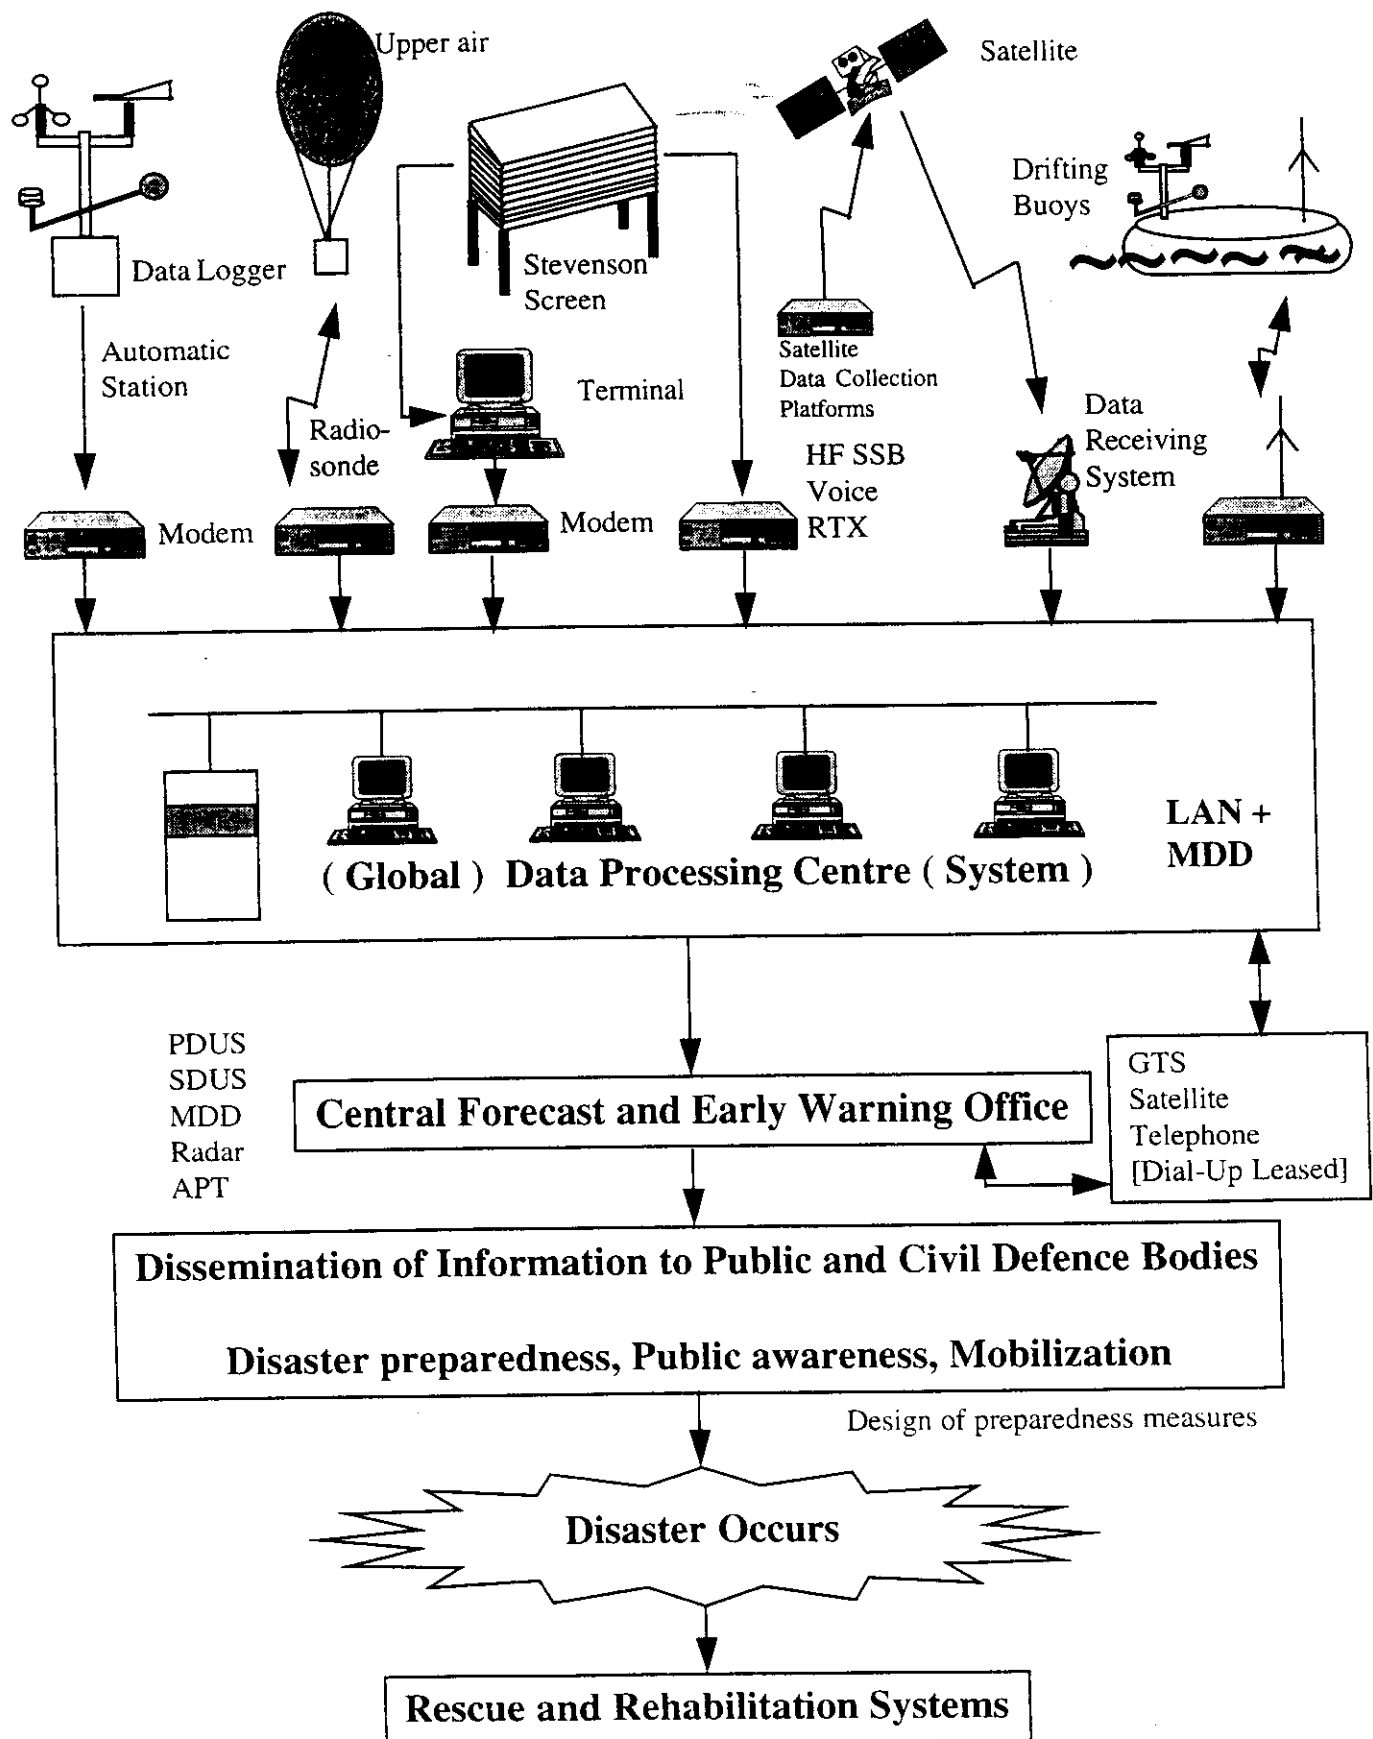 Upper air
Satellite
Drifting
Buoys
Data Logger
Stevenson
Screen
Automatic
Station
Terminal
Satellite
Data Collection
Platforms
Radio-
sonde
Data
Receiving
System
HF SSB
Voice
RTX
Modem
Modem
LAN +
MDD
( Global ) Data Processing Centre ( System )
PDUS
SDUS
MDD
Radar
APT
GTS
Satellite
Telephone
[Dial-Up Leased]
Central Forecast and Early Warning Office
Dissemination of Information to Public and Civil Defence Bodies
Disaster preparedness, Public awareness, Mobilization
Design of preparedness measures
Disaster Occurs
Rescue and Rehabilitation Systems